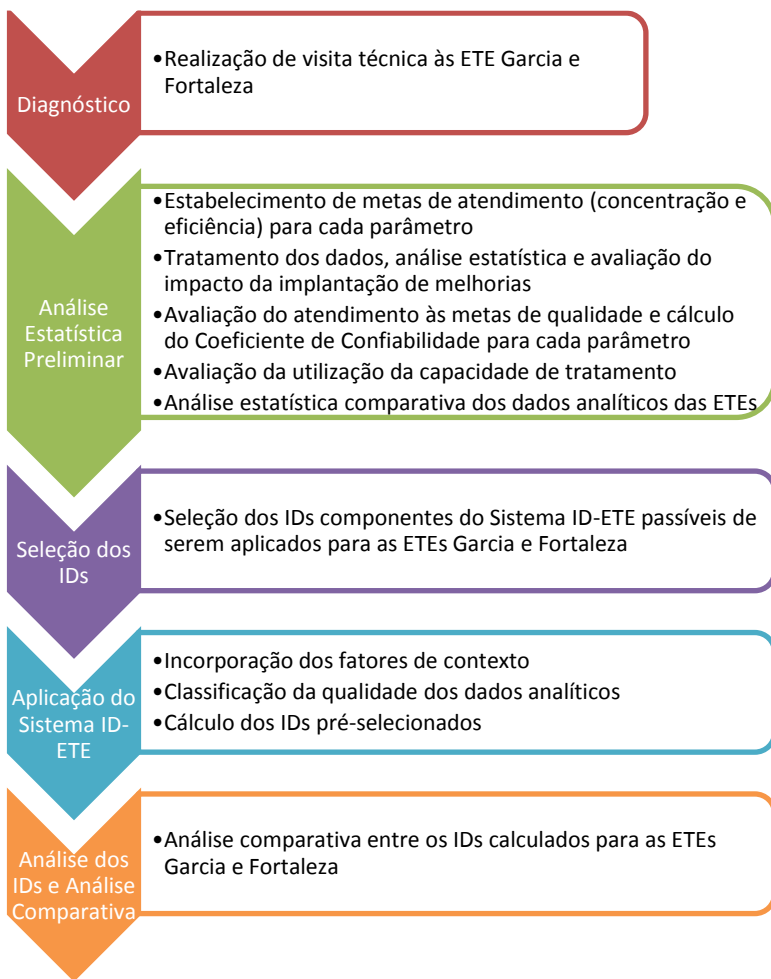 Diagnóstico
•Realização de visita técnica às ETE Garcia e
Fortaleza
Análise
Estatística
Preliminar
•Estabelecimento de metas de atendimento (concentração e
eficiência) para cada parâmetro
•Tratamento dos dados, análise estatística e avaliação do
impacto da implantação de melhorias
•Avaliação do atendimento às metas de qualidade e cálculo
do Coeficiente de Confiabilidade para cada parâmetro
•Avaliação da utilização da capacidade de tratamento
•Análise estatística comparativa dos dados analíticos das ETEs
Seleção dos
IDs
•Seleção dos IDs componentes do Sistema ID-ETE passíveis de
serem aplicados para as ETEs Garcia e Fortaleza
Aplicação do
Sistema ID-
ETE
•Incorporação dos fatores de contexto
•Classificação da qualidade dos dados analíticos
•Cálculo dos IDs pré-selecionados
Análise dos
IDs e Análise
Comparativa
•Análise comparativa entre os IDs calculados para as ETEs
Garcia e Fortaleza